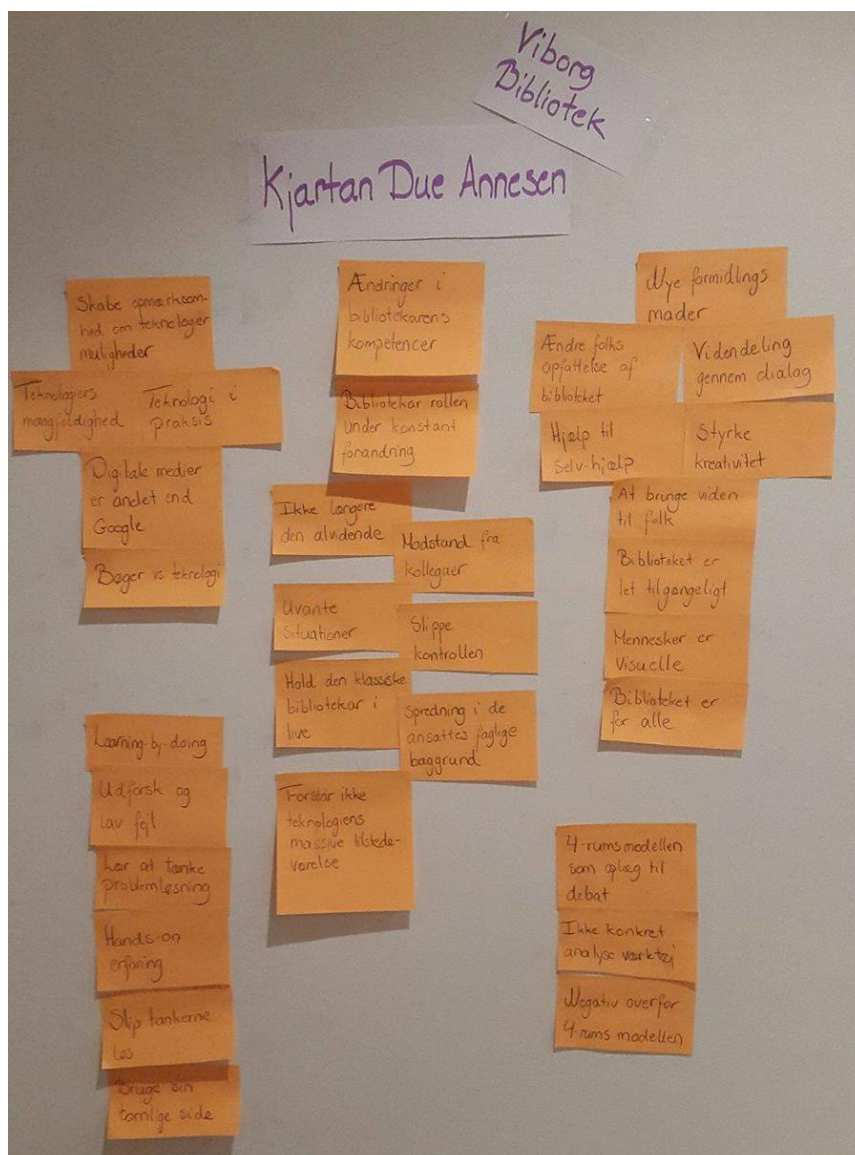 Viborg
Bibliotek
Kjartan Due Annesen
Skabe opmærksom-
hed om teknologier
muligheder
Teknologiers
mangfoldighed
Teknologi i
praksis
Digitale medier
er andet end
Google
Bøger vs teknologi
Ændringer i
bibliotekarens
kompetencer
Bibliotekar rollen
under konstant
forandring
Ikke længere
den alvidende
Modstand fra
kollegaer
Uvante
situationer
Slippe
kontrollen
Hold den klassiske
bibliotekar i
live
Spredning i de
ansattes faglige
baggrund
Forstår ikke
teknologiens
massive tilstede-
værelse
Nye formidlings
måder
Ændre folks
opfattelse af
biblioteket
Videndeling
gennem dialog
Hjælp til
Selv-hjælp
Styrke
kreativitet
At bringe viden
til folk
Biblioteket er
let tilgængeligt
Mennesker er
visuelle
Biblioteket er
for alle
Learning-by-doing
Udforsk og
lav fejl
Lær at tænke
problemløsning
Hands-on
erfaring
Slip tankerne
løs
Bruge sin
barnlige side
4-rums modellen
som oplæg til
debat
Ikke konkret
analyse værktøj
Negativ overfor
4-rums modellen